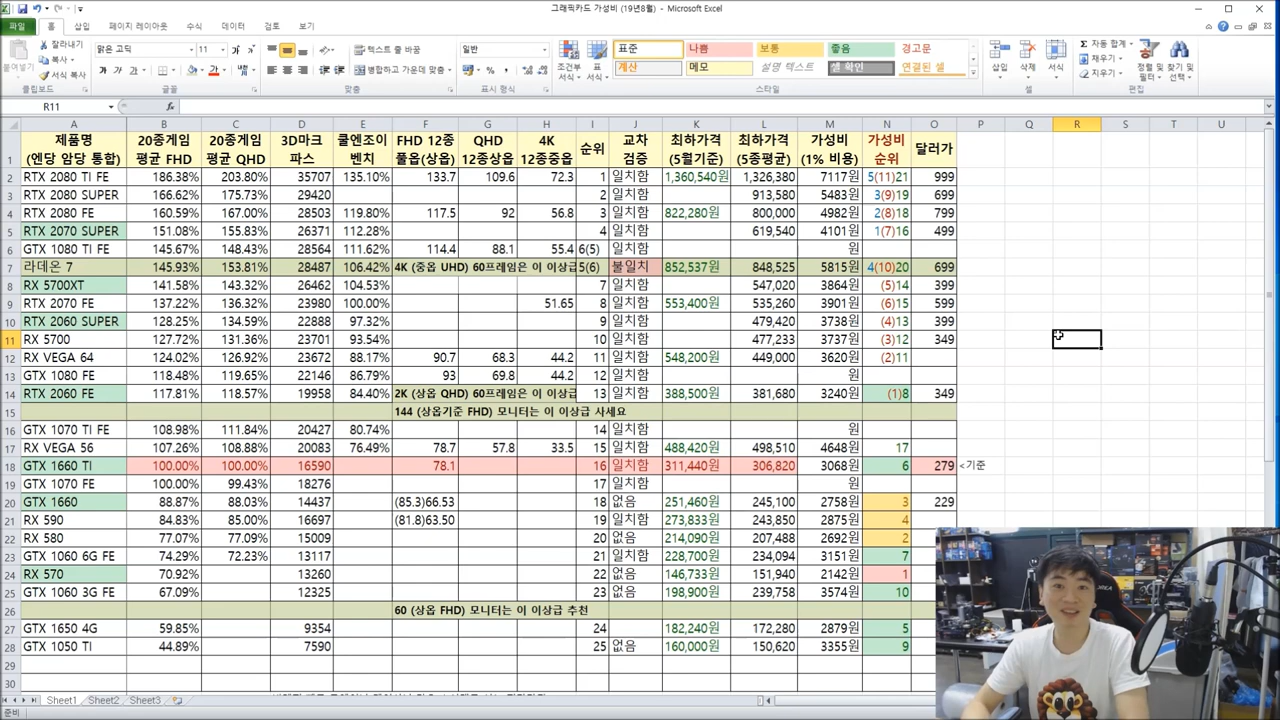 그래픽카드 가성비 (19년8월) - Microsoft Excel
파일 홈 삽입 페이지 레이아웃 수식 데이터 검토 보기
붙여넣기 잘라내기 복사 서식 복사 클립보드
맑은 고딕 11 글꼴
텍스트 줄 바꿈 병합하고 가운데 맞춤 맞춤
일반 표시 형식
조건부 서식 표 서식 표준 나쁨 보통 좋음 경고문
계산 메모 설명 텍스트 셀 확인 연결된 셀 스타일
삽입 삭제 서식 셀
자동 합계 채우기 지우기 정렬 및 필터 찾기 및 선택 편집
R11 fx
A B C D E F G H I J K L M N O P Q R S T U
1 제품명 (엔당 암당 통합) 20종게임 평균 FHD 20종게임 평균 QHD 3D마크 파스 쿨엔조이 벤치 FHD 12종 풀옵(상옵) QHD 12종상옵 4K 12종중옵 순위 교차 검증 최하가격 (5월기준) 최하가격 (5종평균) 가성비 (1% 비용) 가성비 순위 달러가
2 RTX 2080 TI FE 186.38% 203.80% 35707 135.10% 133.7 109.6 72.3 1 일치함 1,360,540원 1,326,380 7117원 5(11)21 999
3 RTX 2080 SUPER 166.62% 175.73% 29420 2 일치함 913,580 5483원 3(9)19 699
4 RTX 2080 FE 160.59% 167.00% 28503 119.80% 117.5 92 56.8 3 일치함 822,280원 800,000 4982원 2(8)18 799
5 RTX 2070 SUPER 151.08% 155.83% 26371 112.28% 4 일치함 619,540 4101원 1(7)16 499
6 GTX 1080 TI FE 145.67% 148.43% 28564 111.62% 114.4 88.1 55.4 6(5) 일치함 원
7 라데온 7 145.93% 153.81% 28487 106.42% 4K (중옵 UHD) 60프레임은 이 이상급 5(6) 불일치 852,537원 848,525 5815원 4(10)20 699
8 RX 5700XT 141.58% 143.32% 26462 104.53% 7 일치함 547,020 3864원 (5)14 399
9 RTX 2070 FE 137.22% 136.32% 23980 100.00% 51.65 8 일치함 553,400원 535,260 3901원 (6)15 599
10 RTX 2060 SUPER 128.25% 134.59% 22888 97.32% 9 일치함 479,420 3738원 (4)13 399
11 RX 5700 127.72% 131.36% 23701 93.54% 10 일치함 477,233 3737원 (3)12 349
12 RX VEGA 64 124.02% 126.92% 23672 88.17% 90.7 68.3 44.2 11 일치함 548,200원 449,000 3620원 (2)11
13 GTX 1080 FE 118.48% 119.65% 22146 86.79% 93 69.8 44.2 12 일치함 원
14 RTX 2060 FE 117.81% 118.57% 19958 84.40% 2K (상옵 QHD) 60프레임은 이 이상급 13 일치함 388,500원 381,680 3240원 (1)8 349
15 144 (상옵기준 FHD) 모니터는 이 이상급 사세요
16 GTX 1070 TI FE 108.98% 111.84% 20427 80.74% 14 일치함 원
17 RX VEGA 56 107.26% 108.88% 20083 76.49% 78.7 57.8 33.5 15 일치함 488,420원 498,510 4648원 17
18 GTX 1660 TI 100.00% 100.00% 16590 78.1 16 일치함 311,440원 306,820 3068원 6 279 <기준
19 GTX 1070 FE 100.00% 99.43% 18276 17 일치함 원
20 GTX 1660 88.87% 88.03% 14437 (85.3)66.53 18 없음 251,460원 245,100 2758원 3 229
21 RX 590 84.83% 85.00% 16697 (81.8)63.50 19 일치함 273,833원 243,850 2875원 4
22 RX 580 77.07% 77.09% 15009 20 없음 214,090원 207,488 2692원 2
23 GTX 1060 6G FE 74.29% 72.23% 13117 21 일치함 228,700원 234,094 3151원 7
24 RX 570 70.92% 13260 22 없음 146,733원 151,940 2142원 1
25 GTX 1060 3G FE 67.09% 12325 23 없음 198,900원 239,758 3574원 10
26 60 (상옵 FHD) 모니터는 이 이상급 추천
27 GTX 1650 4G 59.85% 9354 24 182,240원 172,280 2879원 5
28 GTX 1050 TI 44.89% 7590 25 없음 160,000원 150,620 3355원 9
29
30
Sheet1 Sheet2 Sheet3
준비